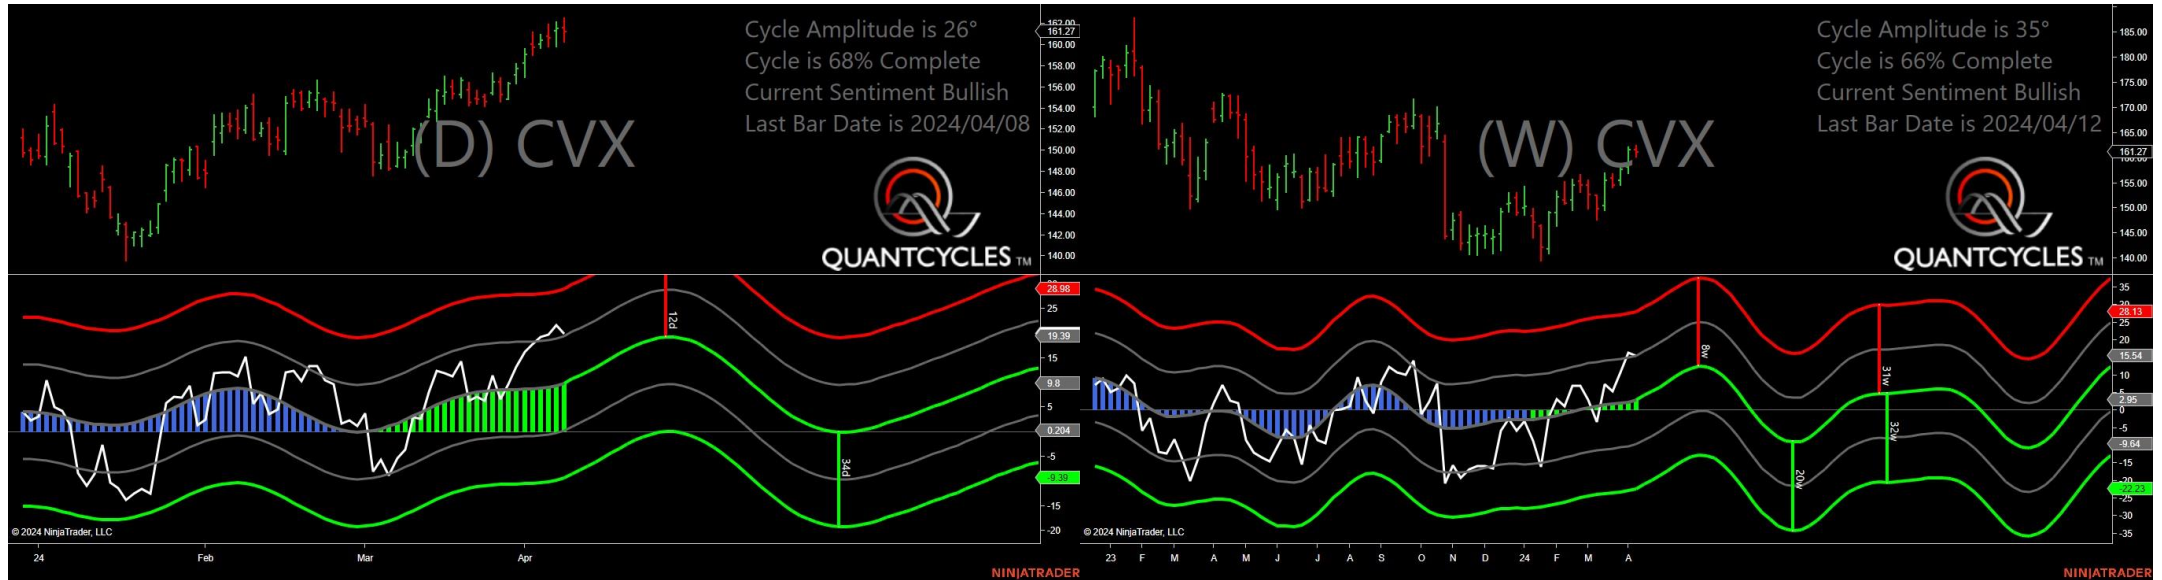 Cycle Amplitude is 26°
Cycle is 68% Complete
Current Sentiment Bullish
Last Bar Date is 2024/04/08
(D) CVX
QUANTCYCLES TM
162.00
161.27
160.00
158.00
156.00
154.00
152.00
150.00
148.00
146.00
144.00
142.00
140.00
28.98
25
19.39
15
9.8
5
0.204
-5
-9.39
-15
-20
12d
34d
© 2024 NinjaTrader, LLC
24 Feb Mar Apr
NINJATRADER
Cycle Amplitude is 35°
Cycle is 66% Complete
Current Sentiment Bullish
Last Bar Date is 2024/04/12
(W) CVX
QUANTCYCLES TM
185.00
180.00
175.00
170.00
165.00
161.27
155.00
150.00
145.00
140.00
35
28.13
25
20
15.54
10
5
2.95
0
-5
-9.64
-15
-20
-22.23
-25
-30
-35
8w
20w
31w
32w
© 2024 NinjaTrader, LLC
23 F M A M J J A S O N D 24 F M A
NINJATRADER